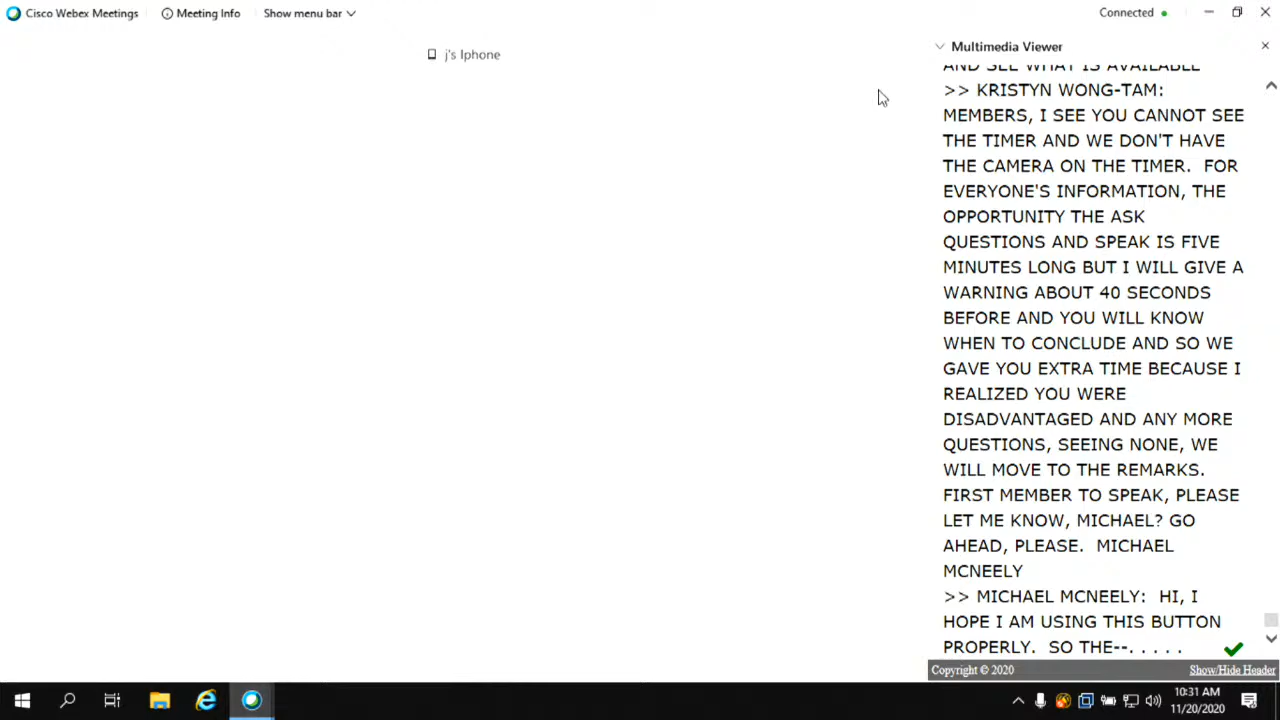 Cisco Webex Meetings
Meeting Info
Show menu bar
Connected
j's Iphone
Multimedia Viewer
AND SEE WHAT IS AVAILABLE
>> KRISTYN WONG-TAM:
MEMBERS, I SEE YOU CANNOT SEE
THE TIMER AND WE DON'T HAVE
THE CAMERA ON THE TIMER.  FOR
EVERYONE'S INFORMATION, THE
OPPORTUNITY THE ASK
QUESTIONS AND SPEAK IS FIVE
MINUTES LONG BUT I WILL GIVE A
WARNING ABOUT 40 SECONDS
BEFORE AND YOU WILL KNOW
WHEN TO CONCLUDE AND SO WE
GAVE YOU EXTRA TIME BECAUSE I
REALIZED YOU WERE
DISADVANTAGED AND ANY MORE
QUESTIONS, SEEING NONE, WE
WILL MOVE TO THE REMARKS.
FIRST MEMBER TO SPEAK, PLEASE
LET ME KNOW, MICHAEL? GO
AHEAD, PLEASE.  MICHAEL
MCNEELY
>> MICHAEL MCNEELY:  HI, I
HOPE I AM USING THIS BUTTON
PROPERLY.  SO THE--. . . . .
Copyright © 2020
Show/Hide Header
10:31 AM
11/20/2020